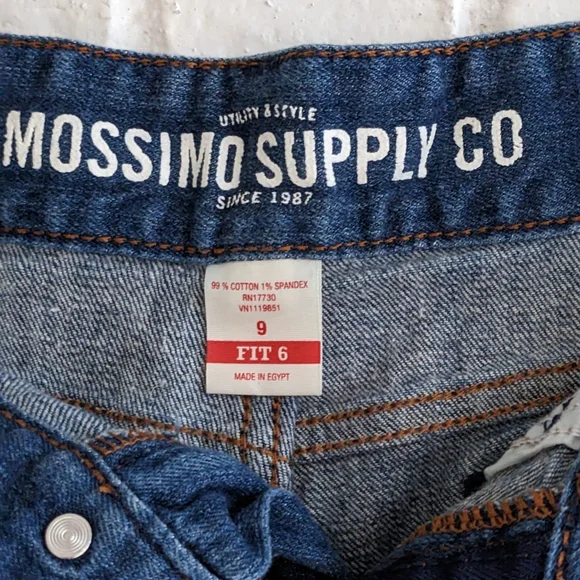 UTILITY & STYLE
MOSSIMO SUPPLY CO
SINCE 1987
99 % COTTON 1% SPANDEX
RN17730
VN1119851
9
FIT 6
MADE IN EGYPT